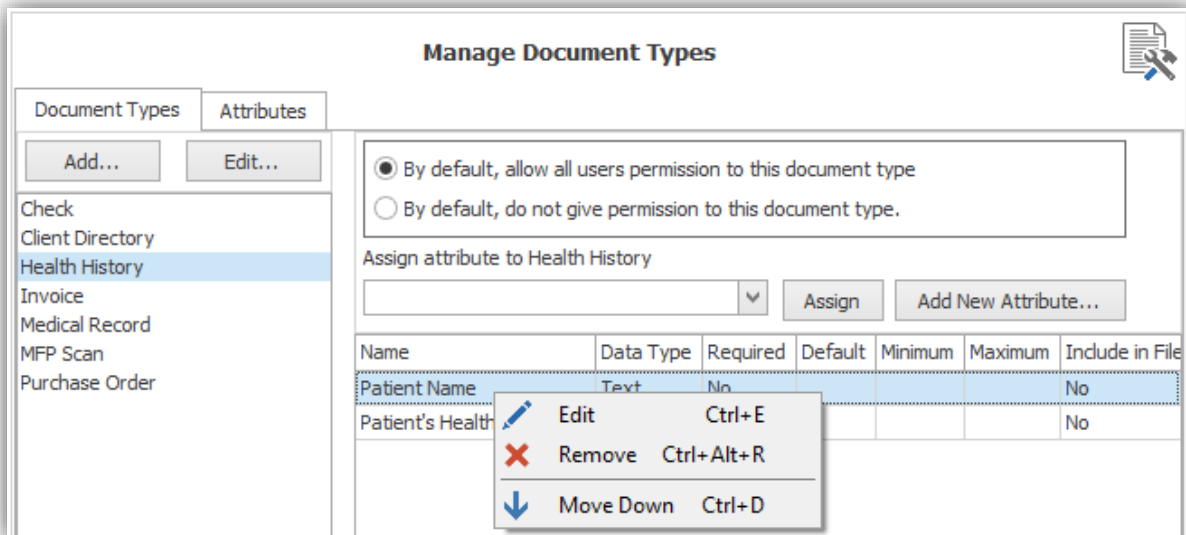 Manage Document Types
Document Types Attributes
Add... Edit...
Check
Client Directory
Health History
Invoice
Medical Record
MFP Scan
Purchase Order
By default, allow all users permission to this document type
By default, do not give permission to this document type.
Assign attribute to Health History
Assign Add New Attribute...
Name Data Type Required Default Minimum Maximum Include in File
Patient Name Text No No
Patient's Health No
Edit Ctrl+E
Remove Ctrl+Alt+R
Move Down Ctrl+D